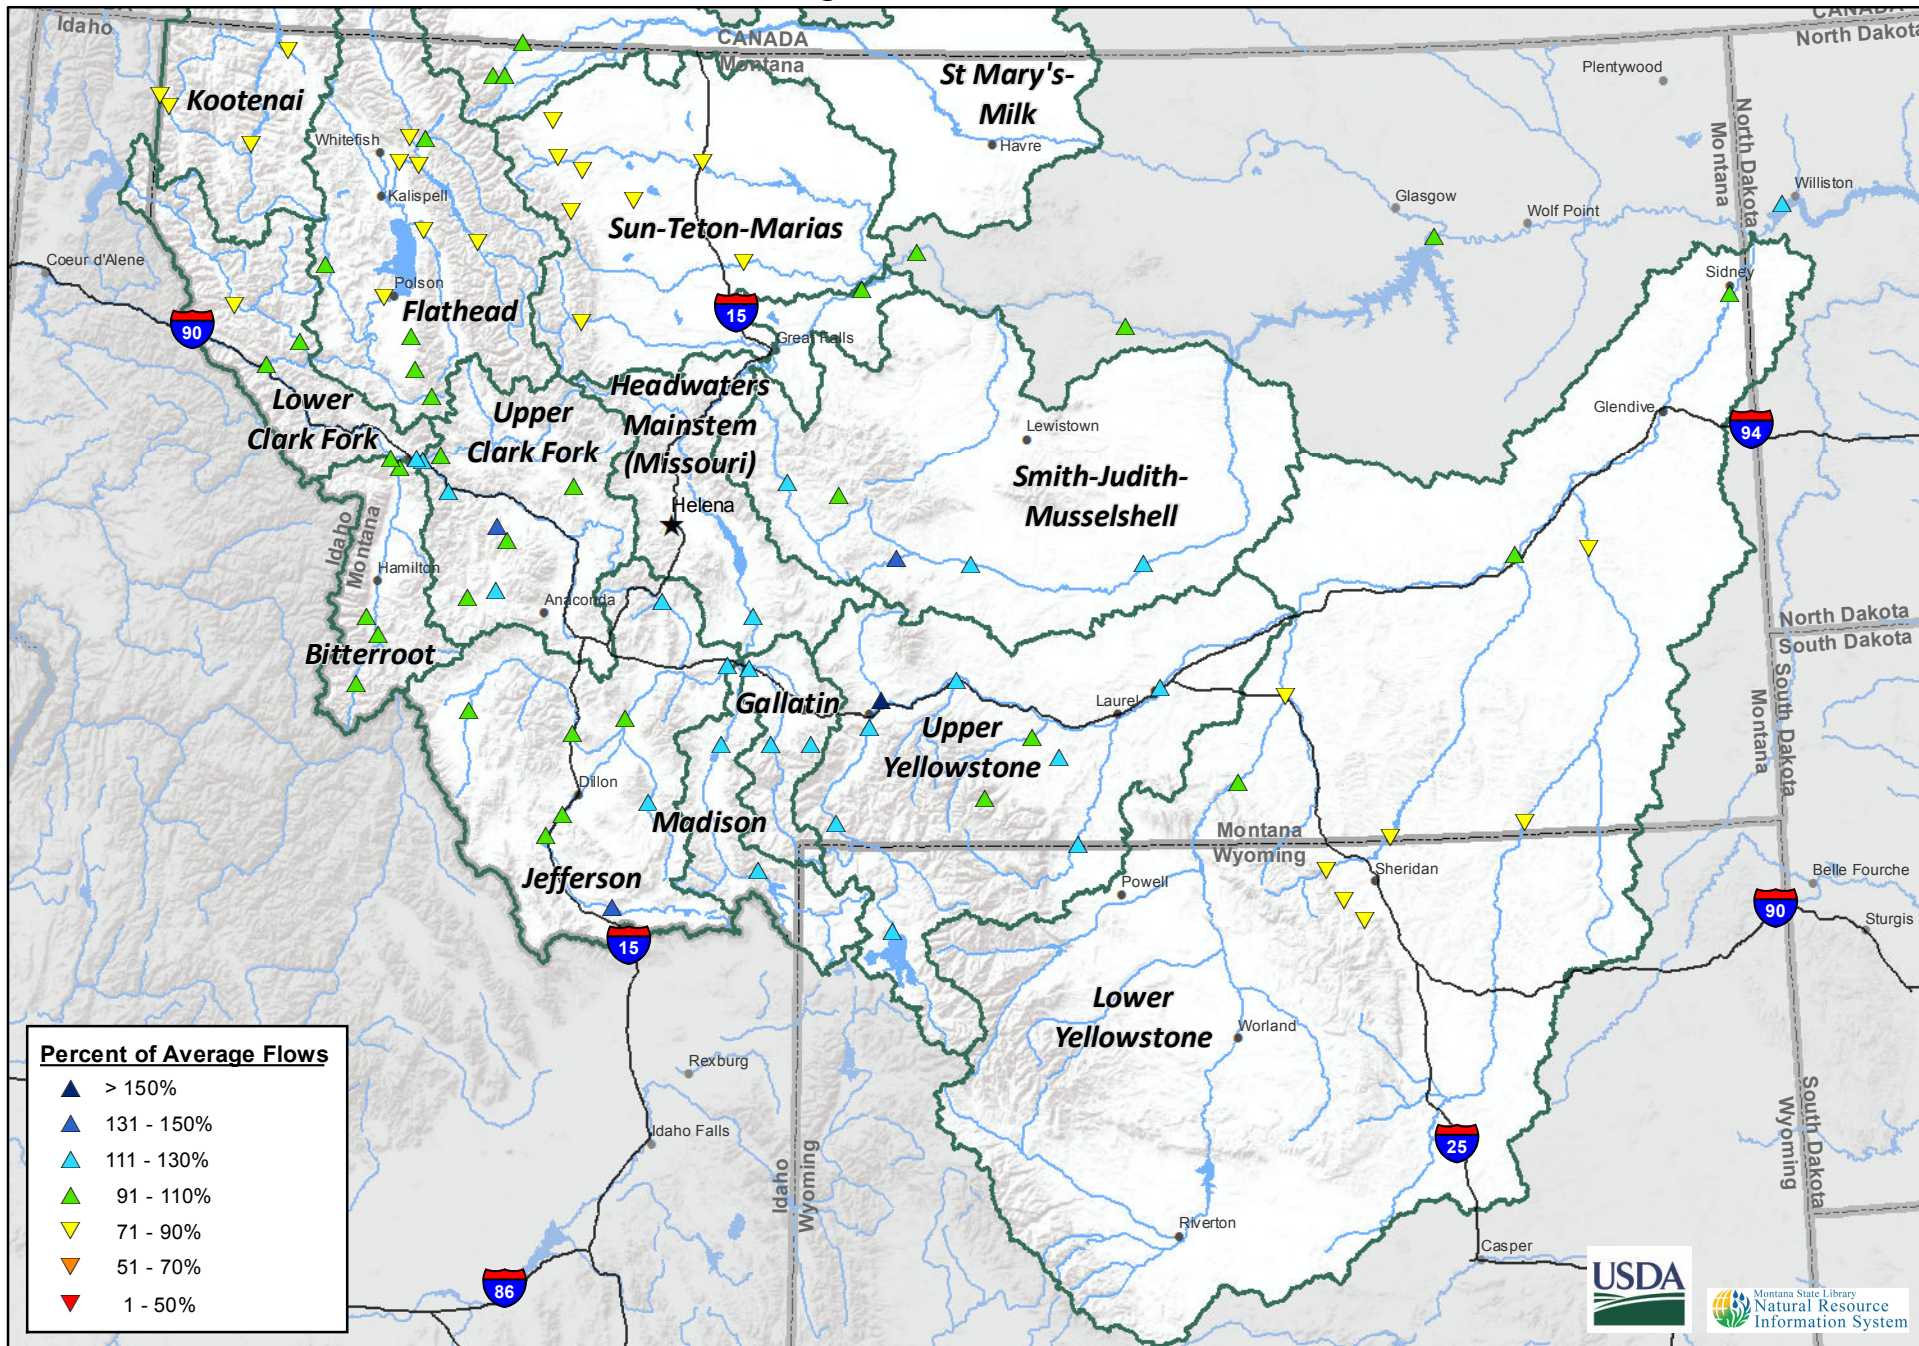 CANADA
Idaho
CANADA
Montana
North Dakota
Plentywood
St Mary's-
Milk
Kootenai
Whitefish
Havre
North Dakota
Montana
Kalispell
Glasgow
Wolf Point
Williston
Sun-Teton-Marias
Coeur d'Alene
Polson
Sidney
Flathead
90
15
Great Falls
Headwaters
Mainstem
(Missouri)
Lower
Clark Fork
Upper
Clark Fork
Lewistown
Glendive
94
Smith-Judith-
Musselshell
Helena
Idaho
Montana
Hamilton
Anaconda
North Dakota
South Dakota
Bitterroot
Gallatin
Laurel
Upper
Yellowstone
South Dakota
Montana
Dillon
Madison
Montana
Wyoming
Jefferson
Powell
Sheridan
Belle Fourche
90
Sturgis
15
Lower
Yellowstone
Worland
Percent of Average Flows
> 150%
131 - 150%
111 - 130%
91 - 110%
71 - 90%
51 - 70%
1 - 50%
Rexburg
Idaho Falls
25
Idaho
Wyoming
South Dakota
Wyoming
Riverton
Casper
86
USDA
Montana State Library
Natural Resource
Information System